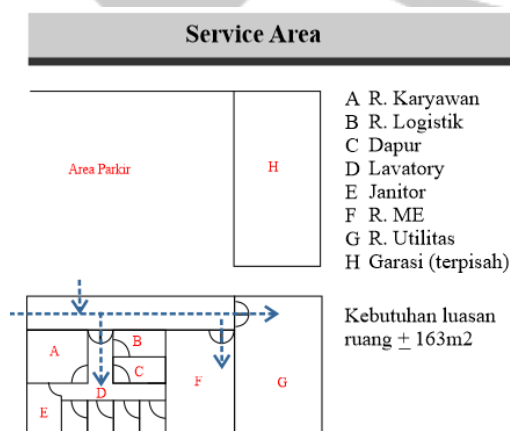 Service Area
A R. Karyawan
B R. Logistik
C Dapur
D Lavatory
E Janitor
F R. ME
G R. Utilitas
H Garasi (terpisah)
Kebutuhan luasan
ruang ± 163m2
Area Parkir
H
A
B
C
D
E
F
G